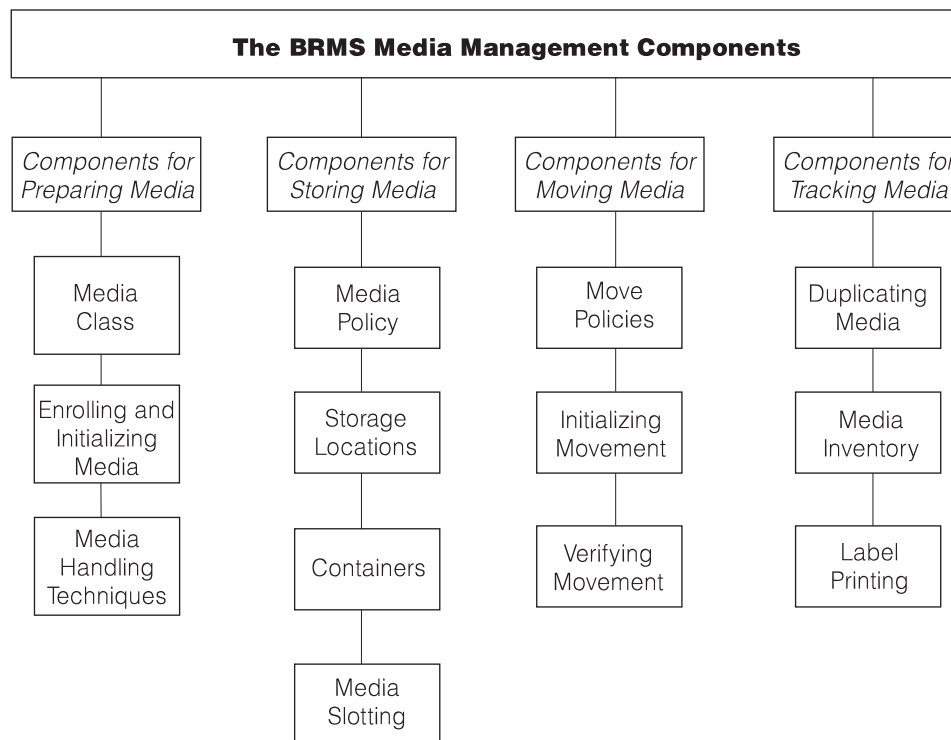 The BRMS Media Management Components
Components for
Preparing Media
Media
Class
Enrolling and
Initializing
Media
Media
Handling
Techniques
Components for
Storing Media
Media
Policy
Storage
Locations
Containers
Media
Slotting
Components for
Moving Media
Move
Policies
Initializing
Movement
Verifying
Movement
Components for
Tracking Media
Duplicating
Media
Media
Inventory
Label
Printing